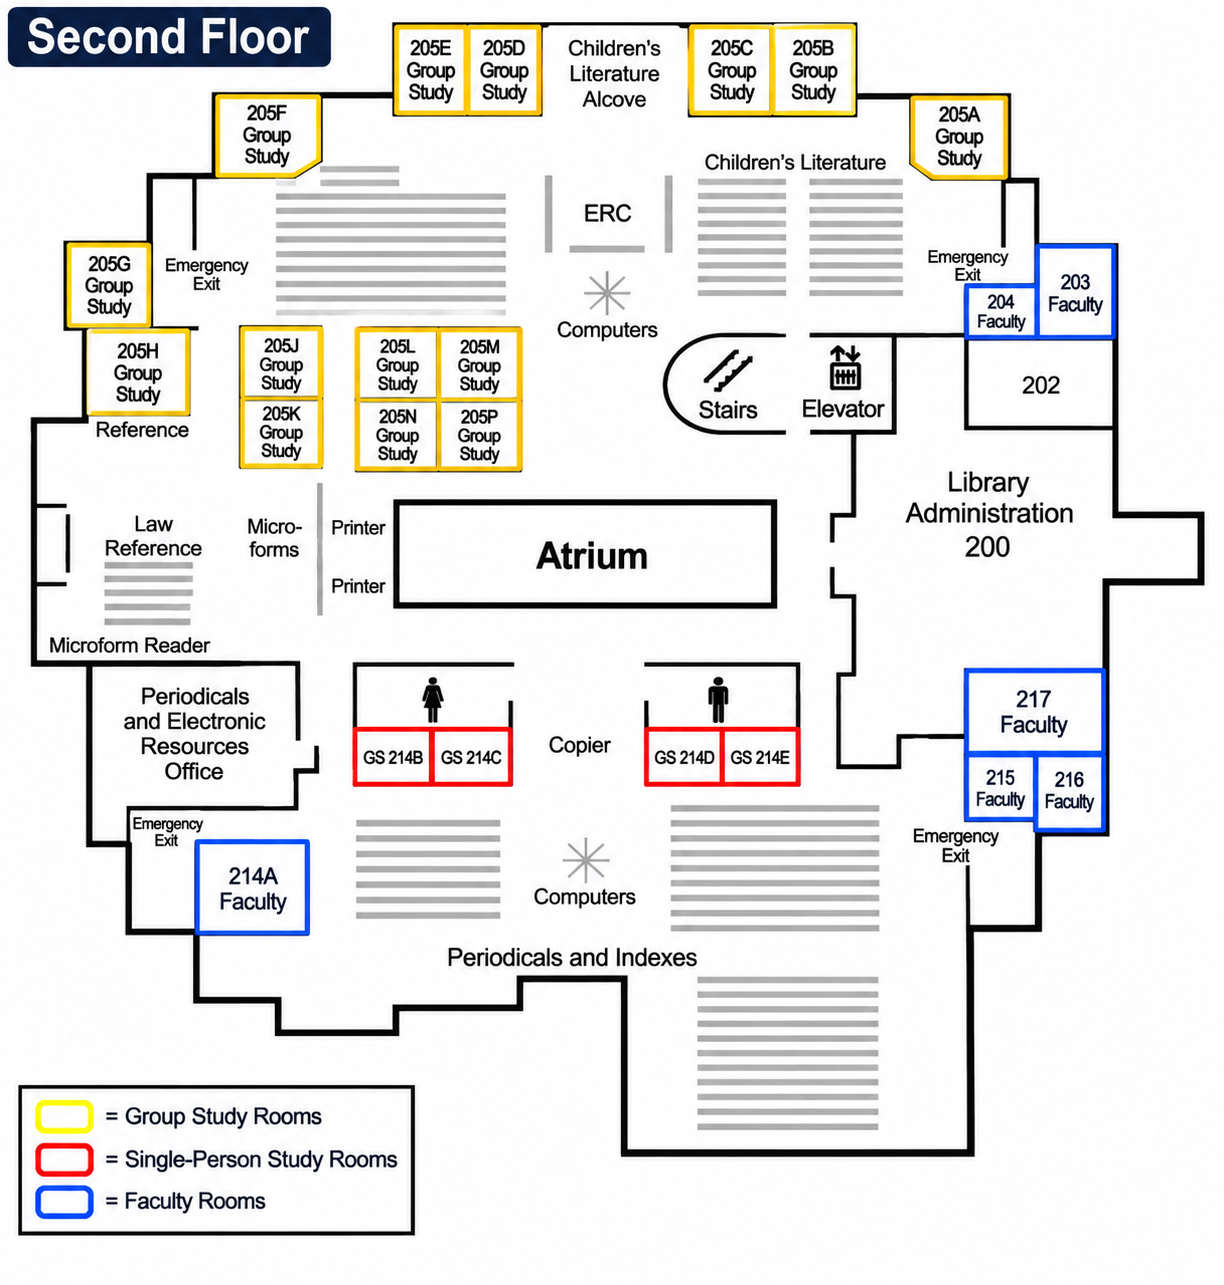 Second Floor
205E
Group
Study
205D
Group
Study
Children's
Literature
Alcove
205C
Group
Study
205B
Group
Study
205F
Group
Study
205A
Group
Study
Children's Literature
ERC
Emergency
Exit
205G
Group
Study
Emergency
Exit
203
Faculty
204
Faculty
Computers
205H
Group
Study
205J
Group
Study
205L
Group
Study
205M
Group
Study
205K
Group
Study
205N
Group
Study
205P
Group
Study
Stairs
Elevator
202
Reference
Library
Administration
200
Law
Reference
Micro-
forms
Printer
Printer
Atrium
Microform Reader
Periodicals
and Electronic
Resources
Office
GS 214B
GS 214C
Copier
GS 214D
GS 214E
217
Faculty
215
Faculty
216
Faculty
Emergency
Exit
Emergency
Exit
214A
Faculty
Computers
Periodicals and Indexes
= Group Study Rooms
= Single-Person Study Rooms
= Faculty Rooms